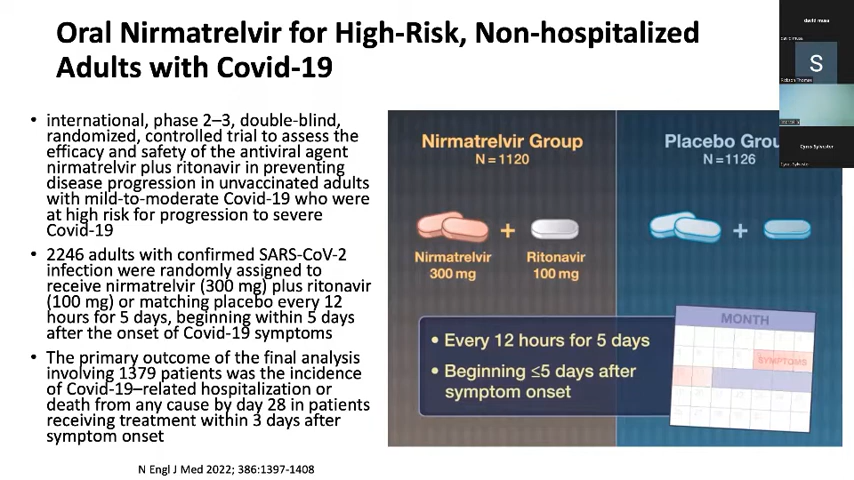 Oral Nirmatrelvir for High-Risk, Non-hospitalized
Adults with Covid-19
• international, phase 2–3, double-blind,
randomized, controlled trial to assess the
efficacy and safety of the antiviral agent
nirmatrelvir plus ritonavir in preventing
disease progression in unvaccinated adults
with mild-to-moderate Covid-19 who were
at high risk for progression to severe
Covid-19
• 2246 adults with confirmed SARS-CoV-2
infection were randomly assigned to
receive nirmatrelvir (300 mg) plus ritonavir
(100 mg) or matching placebo every 12
hours for 5 days, beginning within 5 days
after the onset of Covid-19 symptoms
• The primary outcome of the final analysis
involving 1379 patients was the incidence
of Covid-19–related hospitalization or
death from any cause by day 28 in patients
receiving treatment within 3 days after
symptom onset
N Engl J Med 2022; 386:1397-1408
Nirmatrelvir Group
N = 1120
+
Nirmatrelvir
300 mg
Ritonavir
100 mg
Placebo Grou
N = 1126
+
• Every 12 hours for 5 days
• Beginning ≤5 days after
symptom onset
MONTH
SYMPTOMS
S
Cyrus Sylvester
Cyrus Sylvester